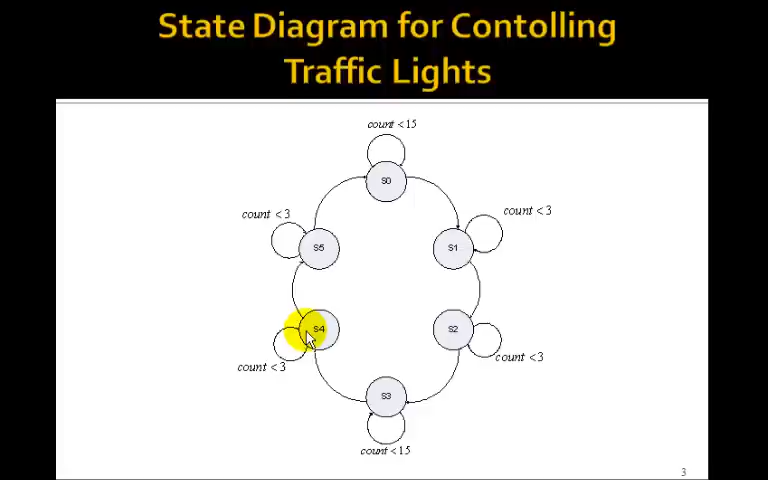 State Diagram for Contolling
Traffic Lights
count <15
S0
count <3
count <3
S5
S1
S4
S2
count <3
count <3
S3
count <15
3